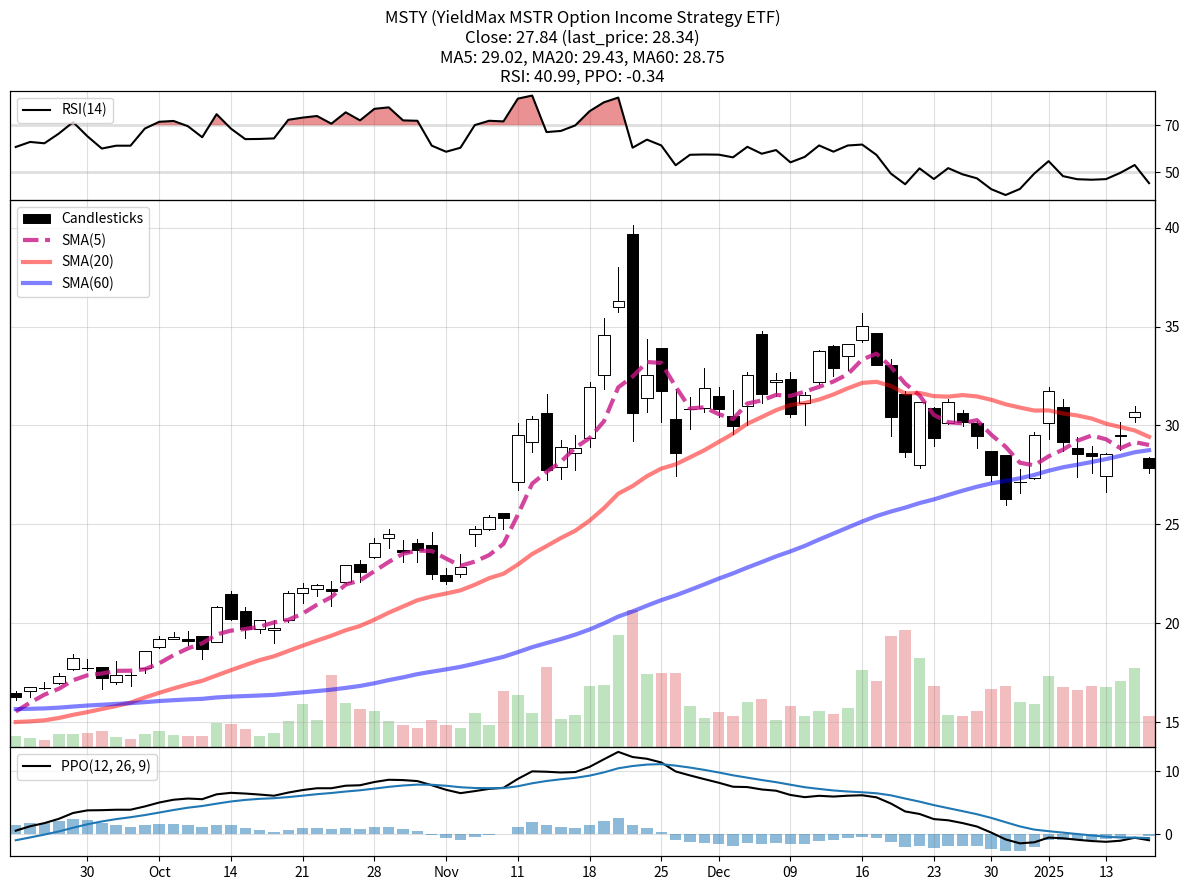 MSTY (YieldMax MSTR Option Income Strategy ETF)
Close: 27.84 (last_price: 28.34)
MA5: 29.02, MA20: 29.43, MA60: 28.75
RSI: 40.99, PPO: -0.34
RSI(14)
70
50
Candlesticks
SMA(5)
SMA(20)
SMA(60)
40
35
30
25
20
15
PPO(12, 26, 9)
10
0
30 Oct 14 21 28 Nov 11 18 25 Dec 09 16 23 30 2025 13